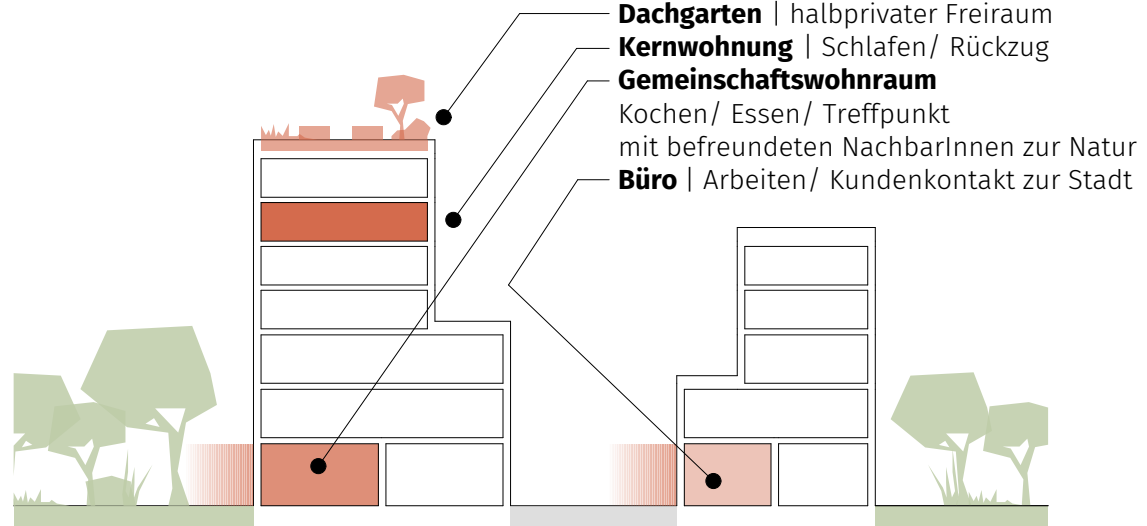 Dachgarten | halbprivater Freiraum
Kernwohnung | Schlafen/ Rückzug
Gemeinschaftswohnraum
Kochen/ Essen/ Treffpunkt
mit befreundeten NachbarInnen zur Natur
Büro | Arbeiten/ Kundenkontakt zur Stadt